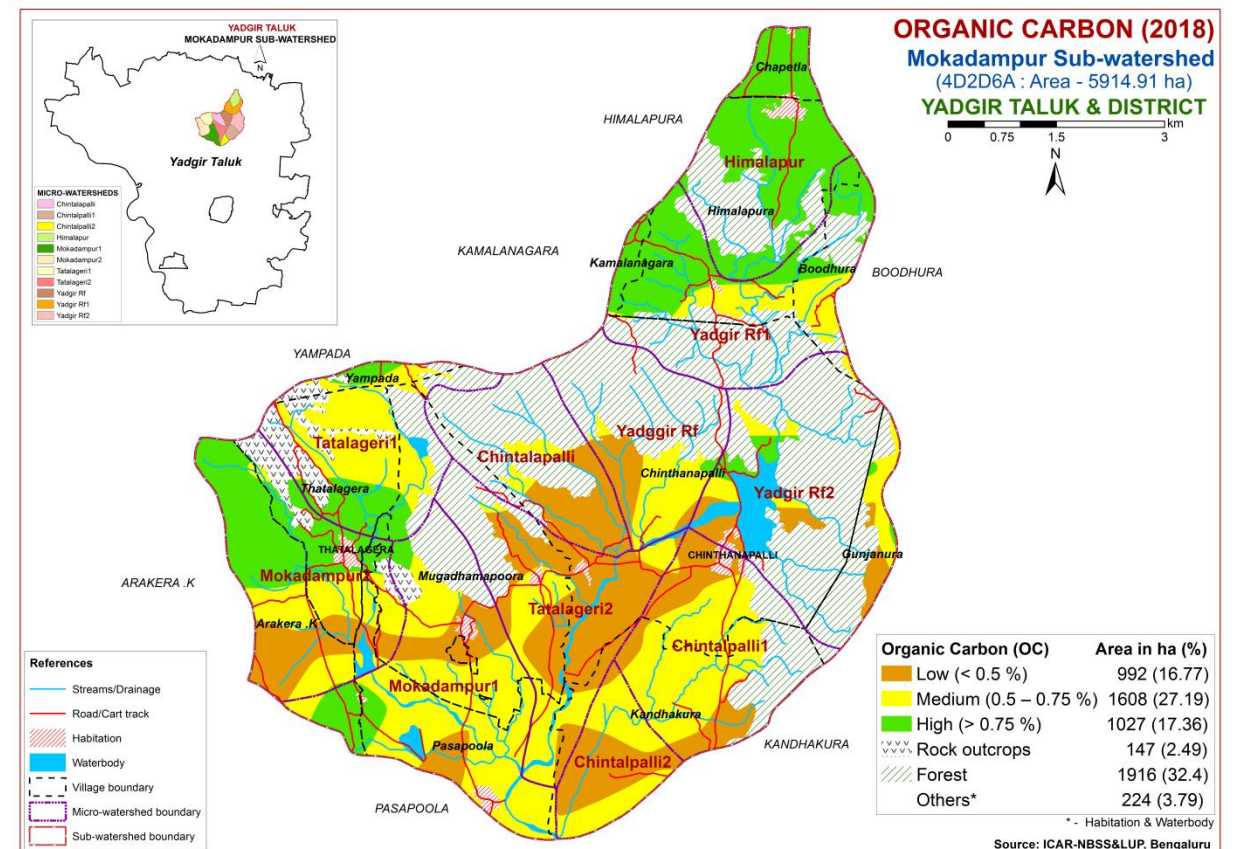 YADGIR TALUK
MOKADAMPUR SUB-WATERSHED
N
Yadgir Taluk
MICRO-WATERSHEDS
Chintalapalli
Chintalpalli1
Chintalpalli2
Himalapur
Mokadampur1
Mokadampur2
Tatalageri1
Tatalageri2
Yadgir Rf
Yadgir Rf1
Yadgir Rf2
ORGANIC CARBON (2018)
Mokadampur Sub-watershed
(4D2D6A : Area - 5914.91 ha)
YADGIR TALUK & DISTRICT
km
0 0.75 1.5 3
N
Chapetla
HIMALAPURA
Himalapur
Himalapura
KAMALANAGARA
Kamalanagara
Boodhura
BOODHURA
Yadgir Rf1
YAMPADA
Yampada
Tatalageri1
Yadggir Rf
Chintalapalli
Chinthanapalli
Thatalagera
Yadgir Rf2
THATALAGERA
CHINTHANAPALLI
Gunjanura
ARAKERA .K
Mokadampur2
Mugadhamapoora
Tatalageri2
Arakera .K
Chintalpalli1
Mokadampur1
Kandhakura
Pasapoola
KANDHAKURA
Chintalpalli2
PASAPOOLA
References
Streams/Drainage
Road/Cart track
Habitation
Waterbody
Village boundary
Micro-watershed boundary
Sub-watershed boundary
Organic Carbon (OC) Area in ha (%)
Low (< 0.5 %) 992 (16.77)
Medium (0.5 – 0.75 %) 1608 (27.19)
High (> 0.75 %) 1027 (17.36)
Rock outcrops 147 (2.49)
Forest 1916 (32.4)
Others* 224 (3.79)
* - Habitation & Waterbody
Source: ICAR-NBSS&LUP, Bengaluru